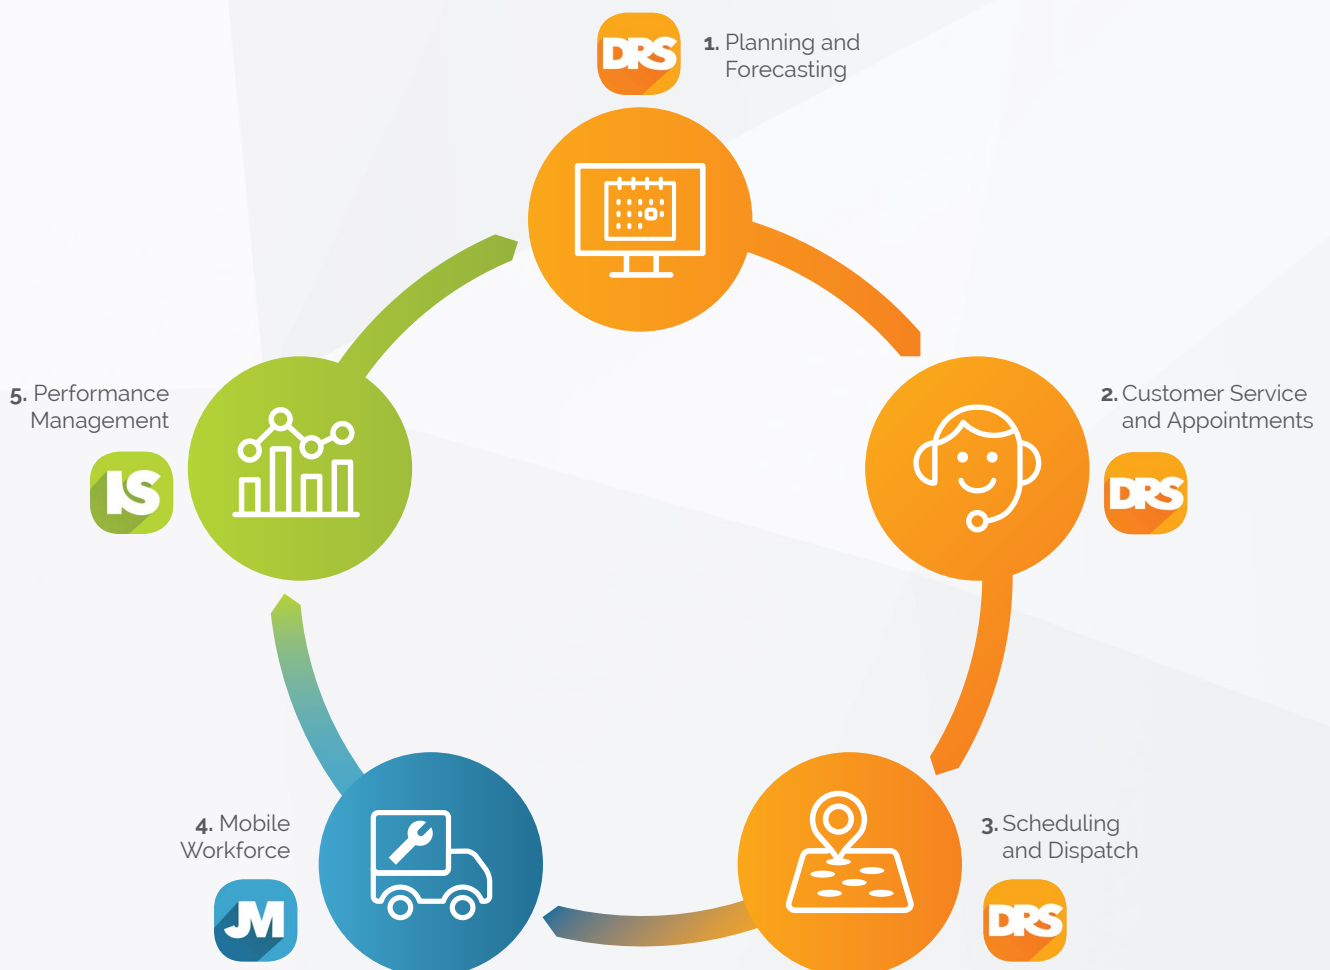 DRS
1. Planning and
Forecasting
2. Customer Service
and Appointments
DRS
3. Scheduling
and Dispatch
DRS
4. Mobile
Workforce
JM
5. Performance
Management
IS